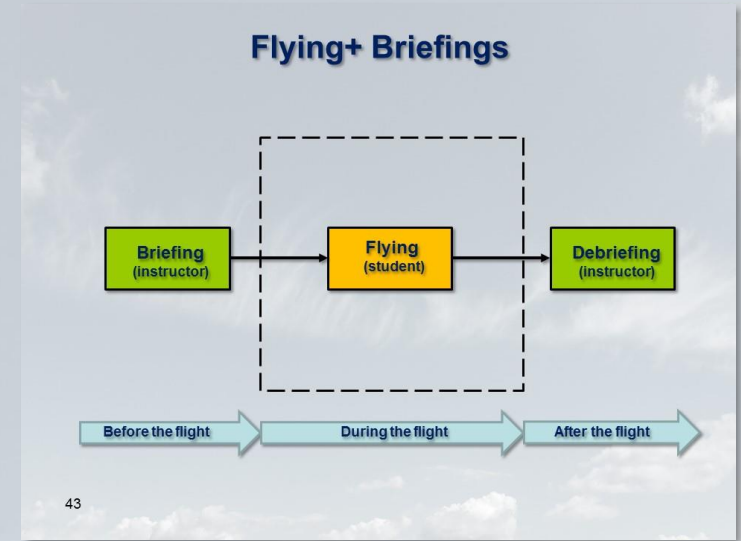 Flying+ Briefings
Briefing
(instructor)
Flying
(student)
Debriefing
(instructor)
Before the flight
During the flight
After the flight
43